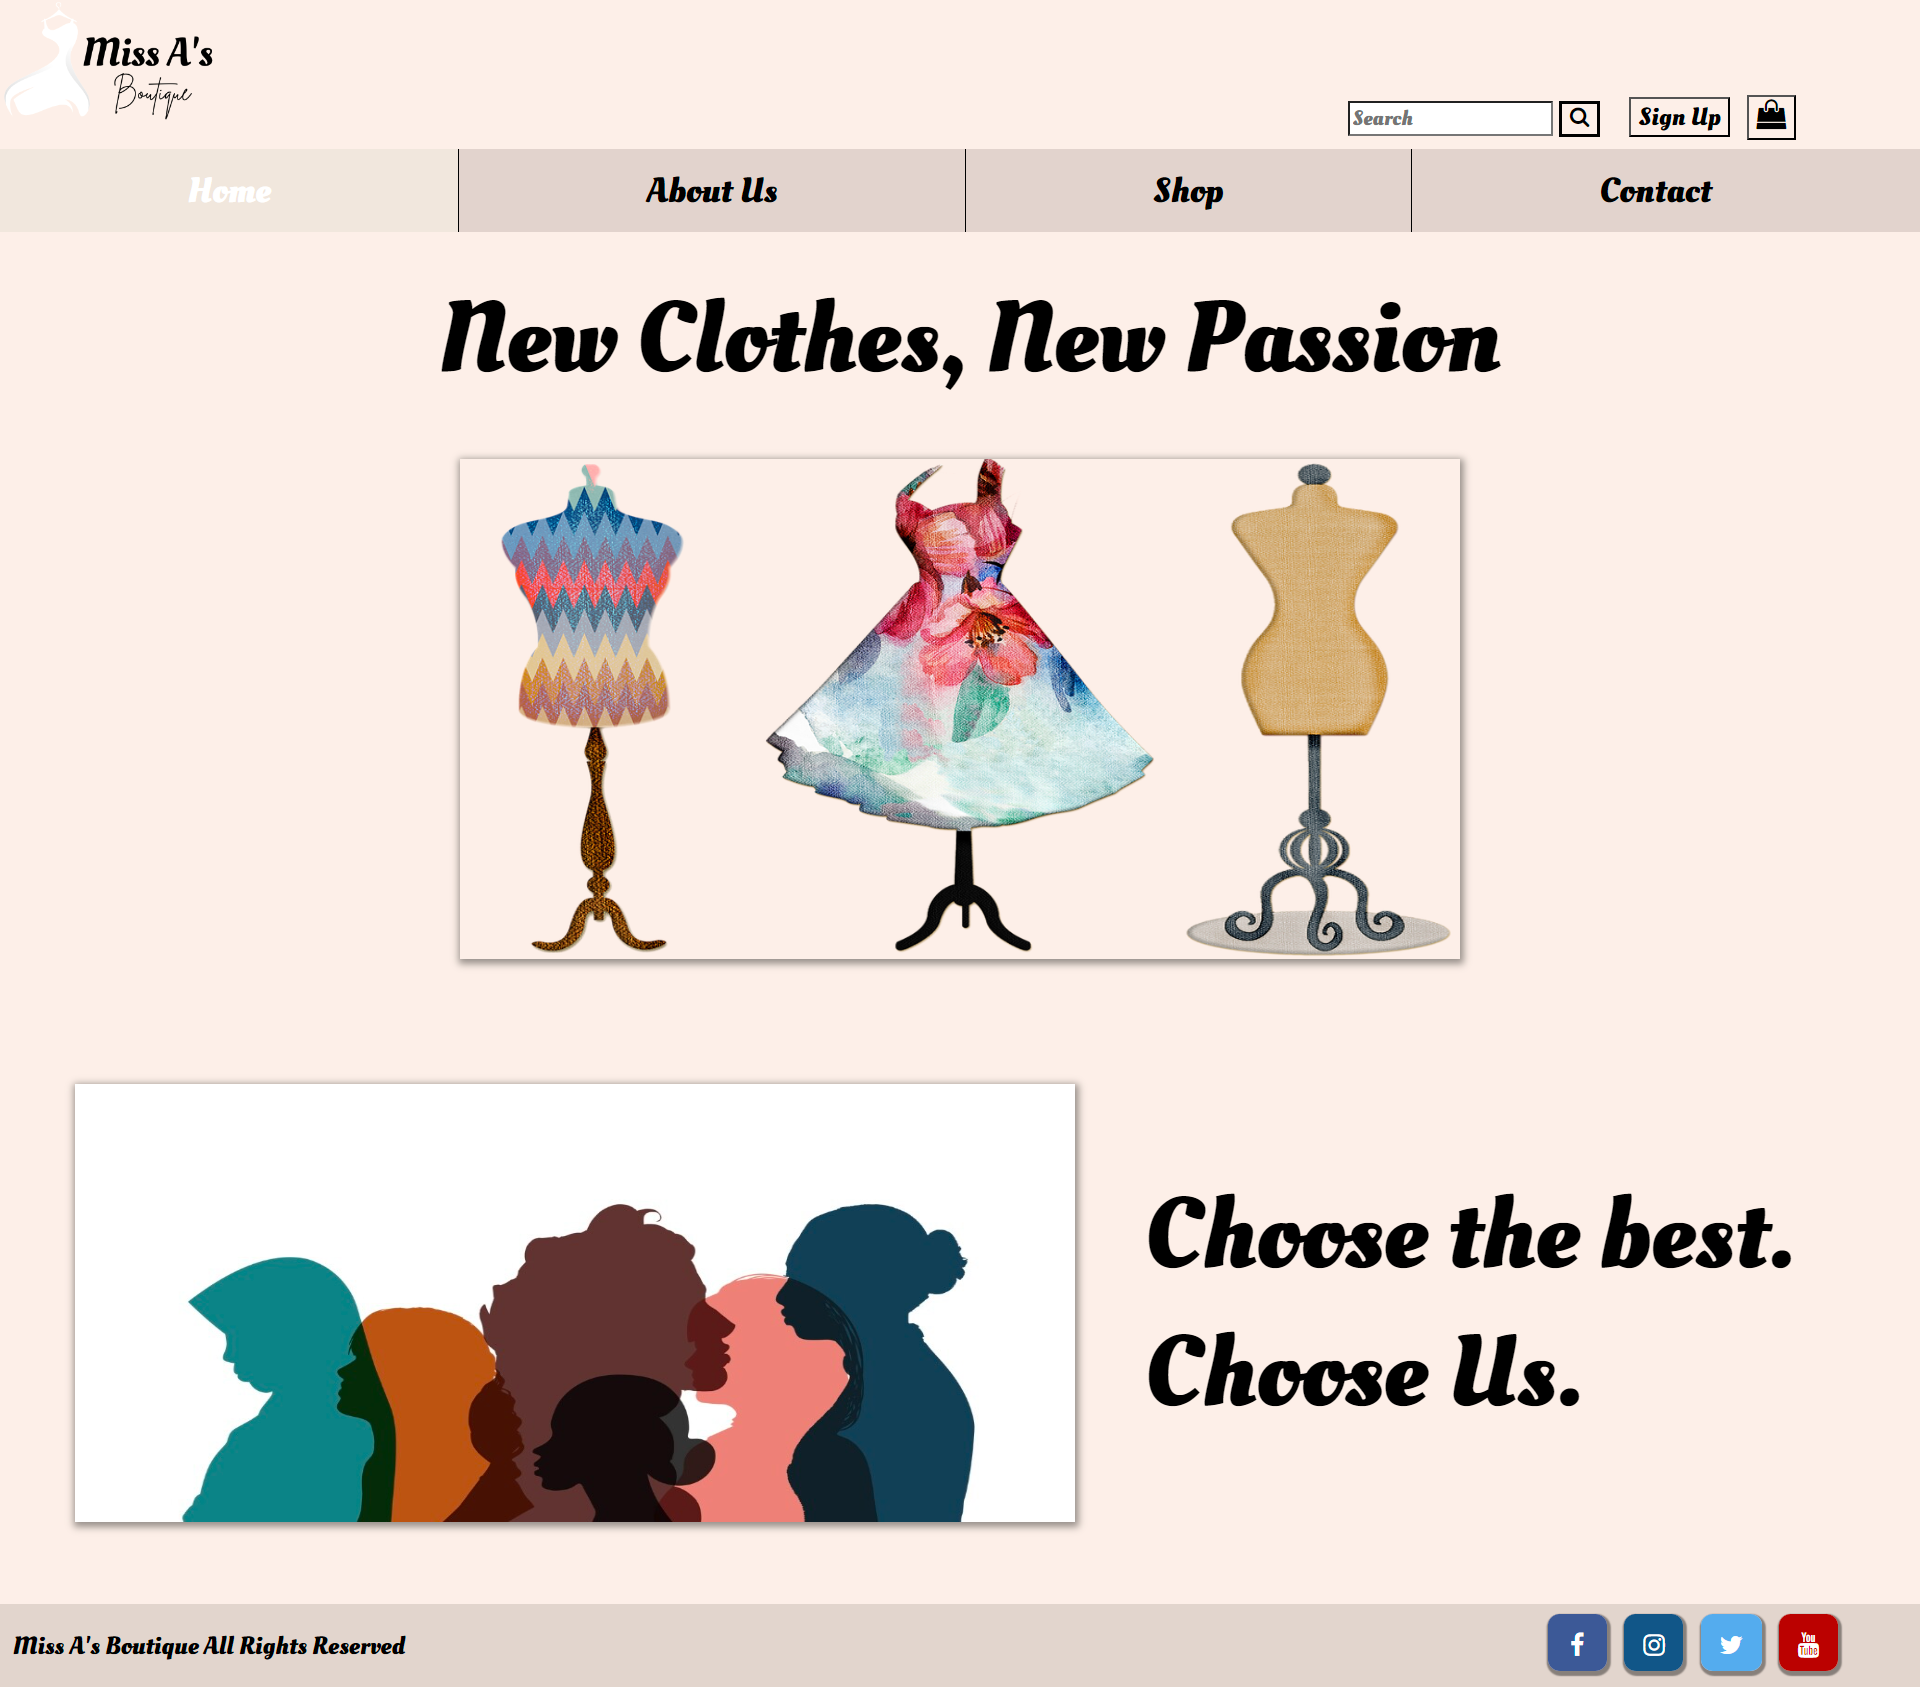 Miss A's
Boutique
Search
Sign Up
Home
About Us
Shop
Contact
New Clothes, New Passion
Choose the best.
Choose Us.
Miss A's Boutique All Rights Reserved
You
Tube